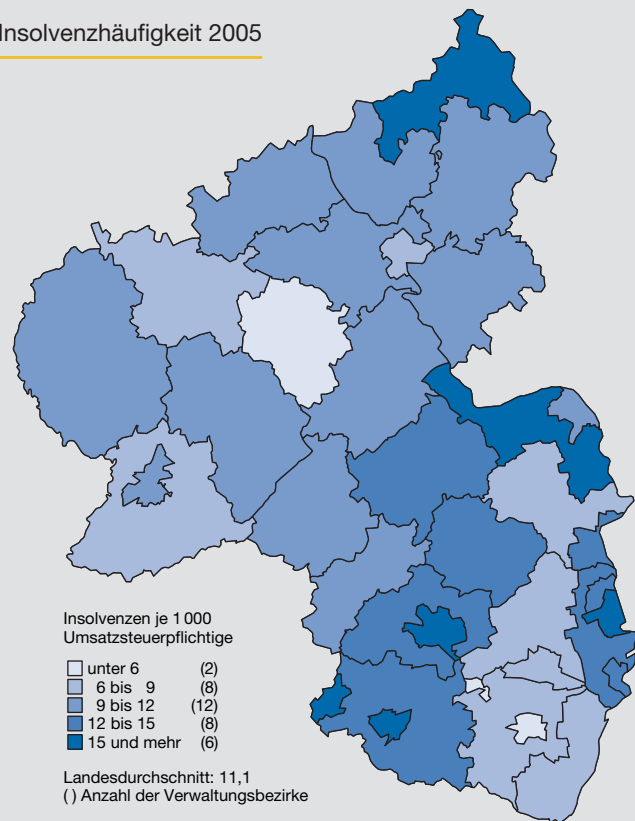 Insolvenzhäufigkeit 2005
Insolvenzen je 1 000
Umsatzsteuerpflichtige
unter 6 (2)
6 bis 9 (8)
9 bis 12 (12)
12 bis 15 (8)
15 und mehr (6)
Landesdurchschnitt: 11,1
( ) Anzahl der Verwaltungsbezirke